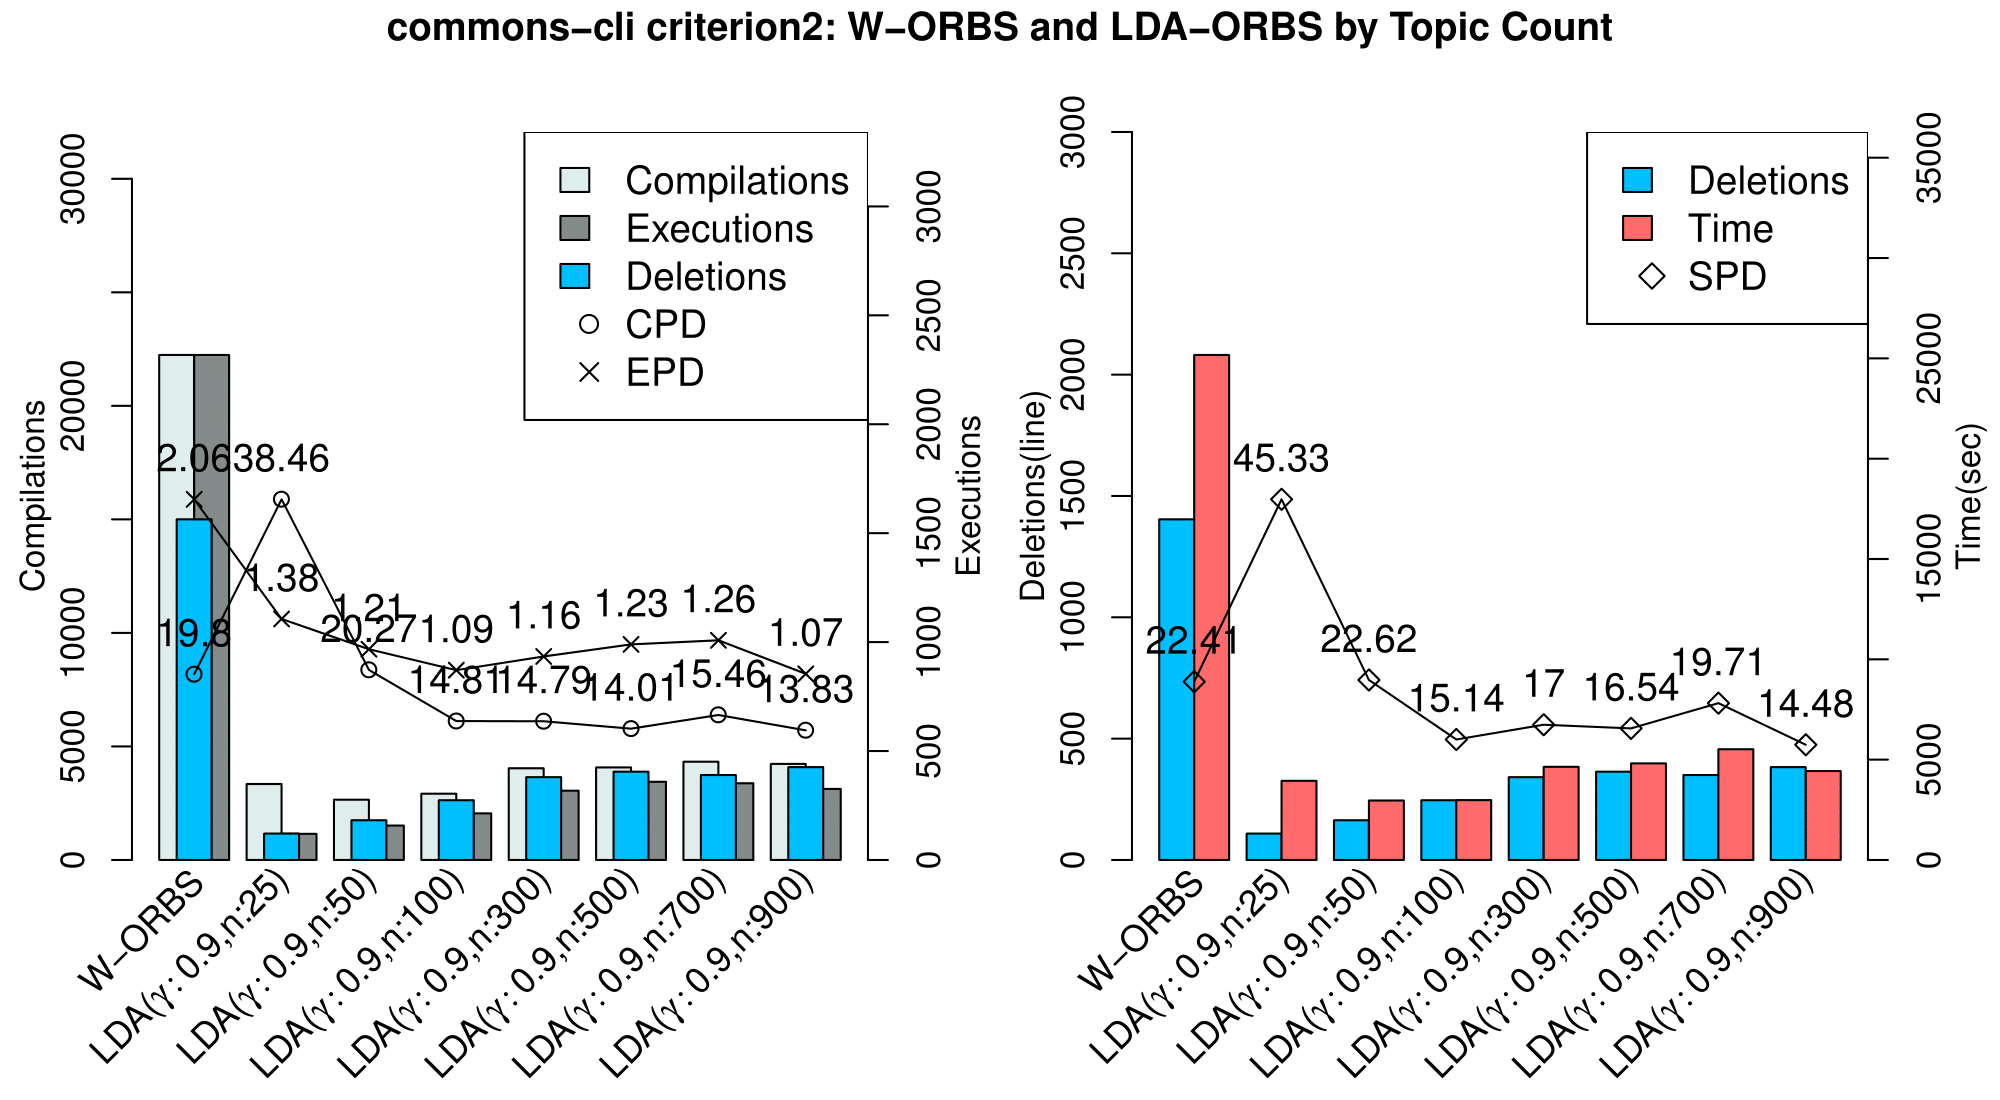 commons−cli criterion2: W−ORBS and LDA−ORBS by Topic Count
Compilations
0
5000
10000
20000
30000
Compilations
Executions
Deletions
CPD
EPD
2.06
38.46
1.38
19.8
1.21
20.27
1.09
14.81
1.16
14.79
1.23
14.01
1.26
15.46
1.07
13.83
0
500
1000
1500
2000
2500
3000
Executions
W−ORBS
LDA(γ: 0.9,n:25)
LDA(γ: 0.9,n:50)
LDA(γ: 0.9,n:100)
LDA(γ: 0.9,n:300)
LDA(γ: 0.9,n:500)
LDA(γ: 0.9,n:700)
LDA(γ: 0.9,n:900)
Deletions(line)
0
500
1000
1500
2000
2500
3000
Deletions
Time
SPD
22.41
45.33
22.62
15.14
17
16.54
19.71
14.48
0
5000
15000
25000
35000
Time(sec)
W−ORBS
LDA(γ: 0.9,n:25)
LDA(γ: 0.9,n:50)
LDA(γ: 0.9,n:100)
LDA(γ: 0.9,n:300)
LDA(γ: 0.9,n:500)
LDA(γ: 0.9,n:700)
LDA(γ: 0.9,n:900)